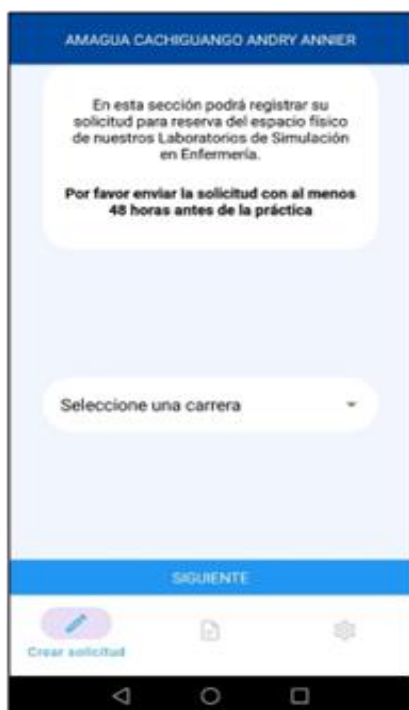 AMAGUA CACHIGUANGO ANDRY ANNIER
En esta sección podrá registrar su
solicitud para reserva del espacio físico
de nuestros Laboratorios de Simulación
en Enfermería.
Por favor enviar la solicitud con al menos
48 horas antes de la práctica
Seleccione una carrera
SIGUIENTE
Crear solicitud